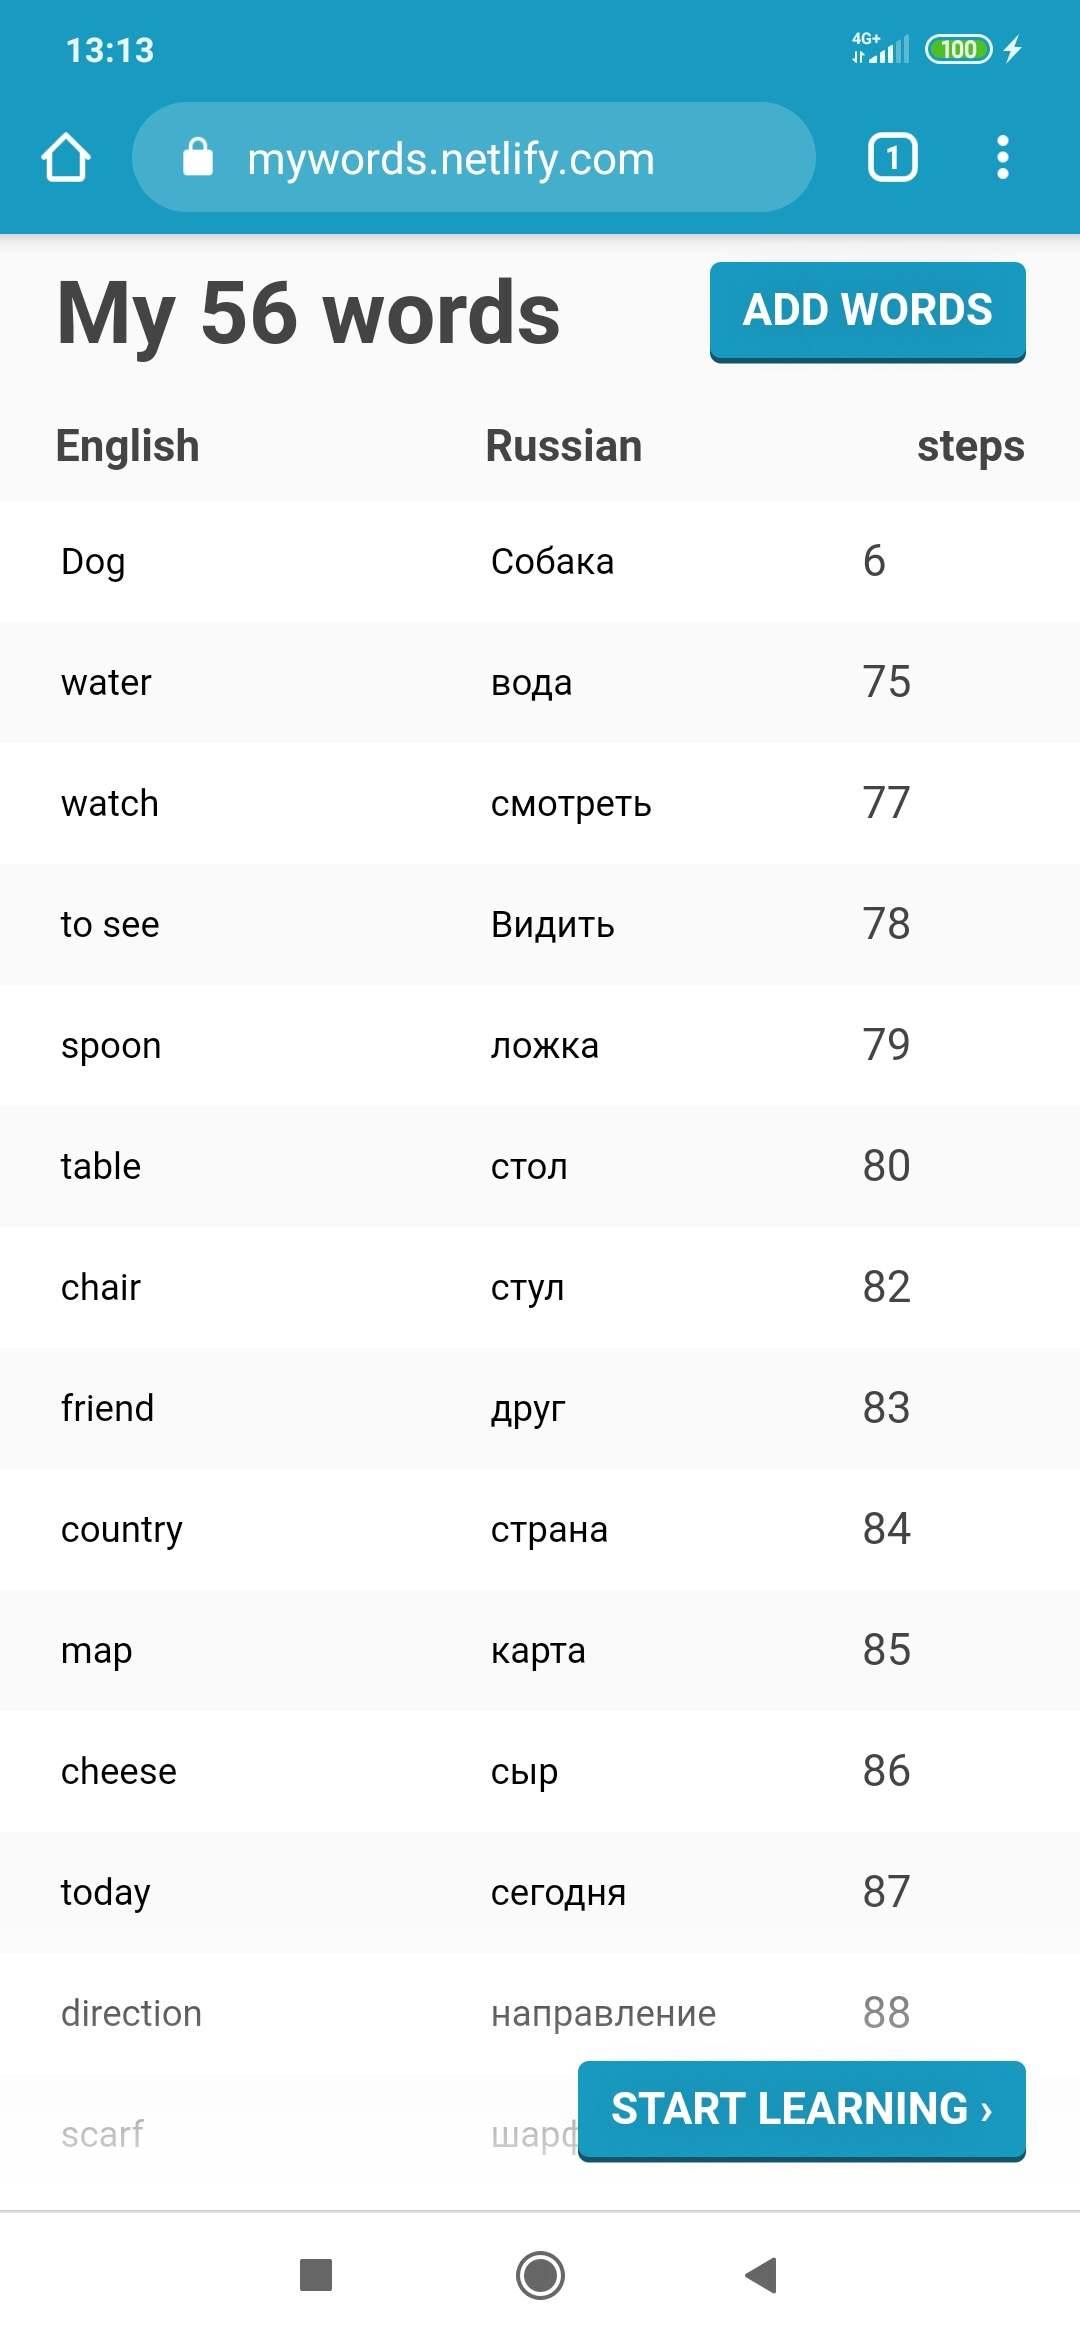 13:13 4G+ 100
mywords.netlify.com 1
My 56 words ADD WORDS
English Russian steps
Dog Собака 6
water вода 75
watch смотреть 77
to see Видить 78
spoon ложка 79
table стол 80
chair стул 82
friend друг 83
country страна 84
map карта 85
cheese сыр 86
today сегодня 87
direction направление 88
START LEARNING ›
scarf шарф